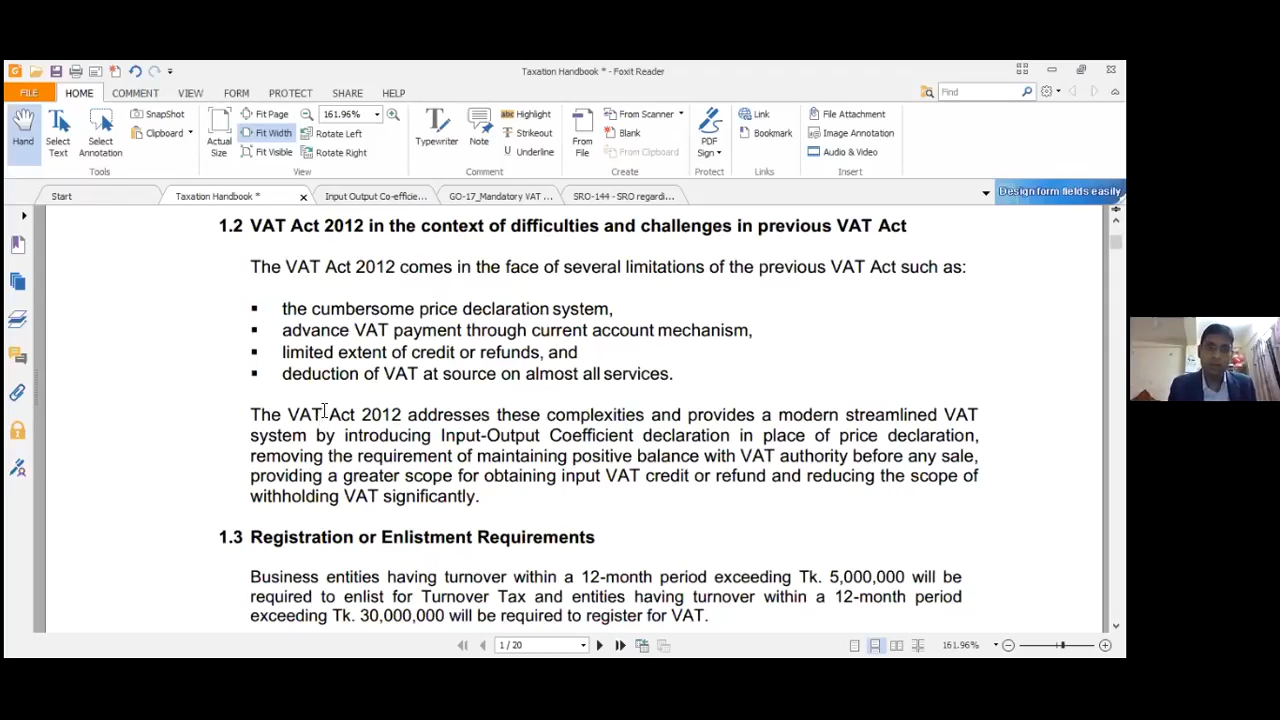 Taxation Handbook * - Foxit Reader
FILE HOME COMMENT VIEW FORM PROTECT SHARE HELP
Find
Hand
Select Text
Select Annotation
SnapShot
Clipboard
Tools
Actual Size
Fit Page
Fit Width
Fit Visible
161.96%
Rotate Left
Rotate Right
View
Typewriter
Note
Highlight
Strikeout
Underline
Comment
From File
From Scanner
Blank
From Clipboard
Create
PDF Sign
Protect
Link
Bookmark
Links
File Attachment
Image Annotation
Audio & Video
Insert
Start Taxation Handbook * Input Output Co-efficie... GO-17_Mandatory VAT ... SRO-144 - SRO regardi... Design form fields easily
1.2 VAT Act 2012 in the context of difficulties and challenges in previous VAT Act
The VAT Act 2012 comes in the face of several limitations of the previous VAT Act such as:
▪ the cumbersome price declaration system,
▪ advance VAT payment through current account mechanism,
▪ limited extent of credit or refunds, and
▪ deduction of VAT at source on almost all services.
The VAT Act 2012 addresses these complexities and provides a modern streamlined VAT
system by introducing Input-Output Coefficient declaration in place of price declaration,
removing the requirement of maintaining positive balance with VAT authority before any sale,
providing a greater scope for obtaining input VAT credit or refund and reducing the scope of
withholding VAT significantly.
1.3 Registration or Enlistment Requirements
Business entities having turnover within a 12-month period exceeding Tk. 5,000,000 will be
required to enlist for Turnover Tax and entities having turnover within a 12-month period
exceeding Tk. 30,000,000 will be required to register for VAT.
1 / 20
161.96%